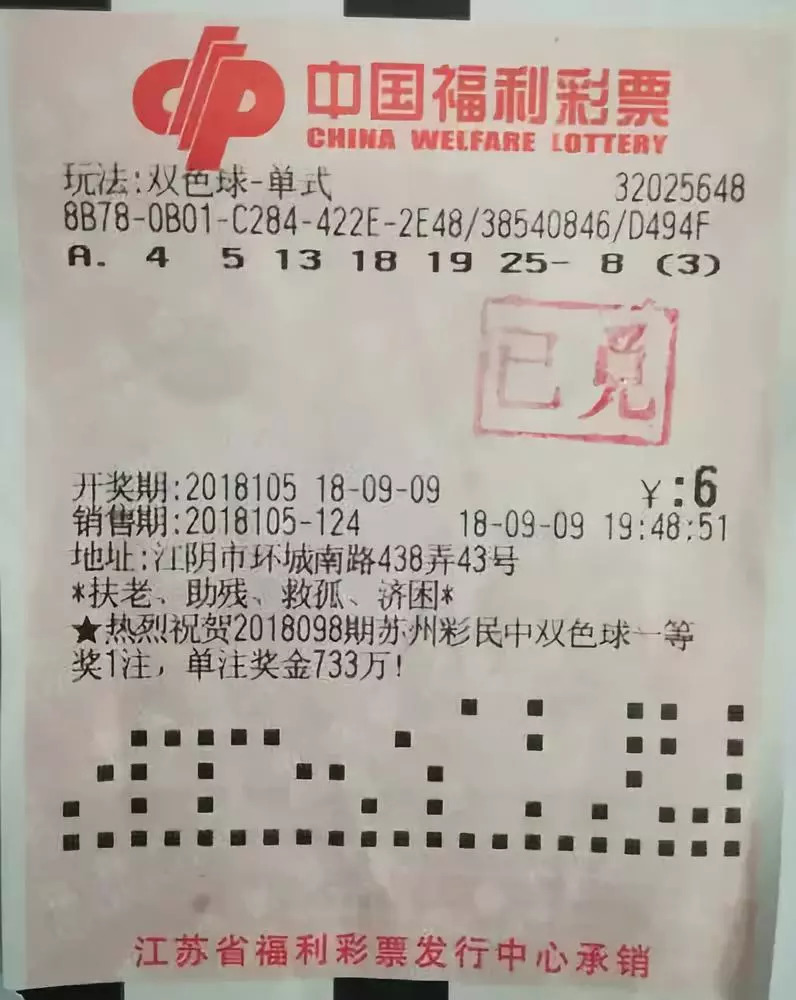 中国福利彩票
CHINA WELFARE LOTTERY
玩法:双色球-单式 32025648
8B78-0B01-C284-422E-2E48/38540846/D494F
A. 4 5 13 18 19 25- 8 (3)
已兑
开奖期:2018105 18-09-09 ¥:6
销售期:2018105-124 18-09-09 19:48:51
地址:江阴市环城南路438弄43号
*扶老、助残、救孤、济困*
★热烈祝贺2018098期苏州彩民中双色球一等
奖1注，单注奖金733万!
江苏省福利彩票发行中心承销